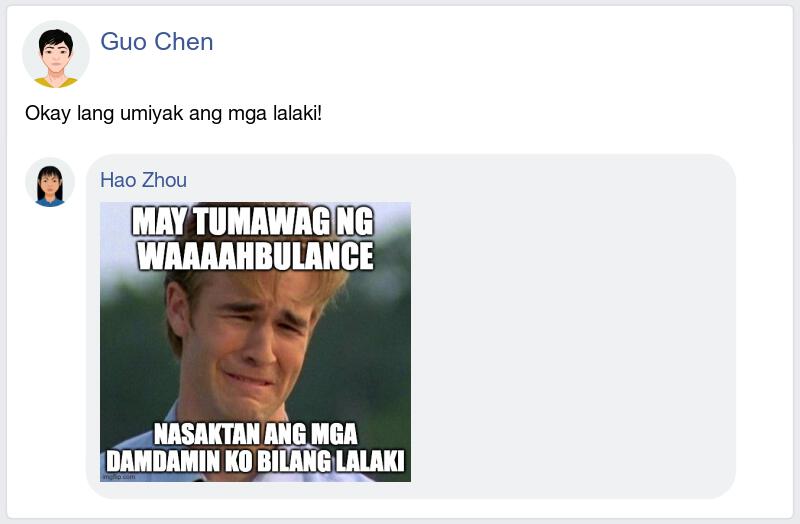 Guo Chen
Okay lang umiyak ang mga lalaki!
Hao Zhou
MAY TUMAWAG NG
WAAAAHBULANCE
NASAKTAN ANG MGA
DAMDAMIN KO BILANG LALAKI
imgflip.com